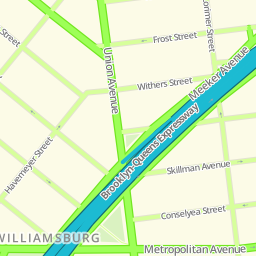 Lorimer Street
Frost Street
Union Avenue
Withers Street
Meeker Avenue
Brooklyn Queens Expressway
Havemeyer Street
Skillman Avenue
Conselyea Street
WILLIAMSBURG
Metropolitan Avenue